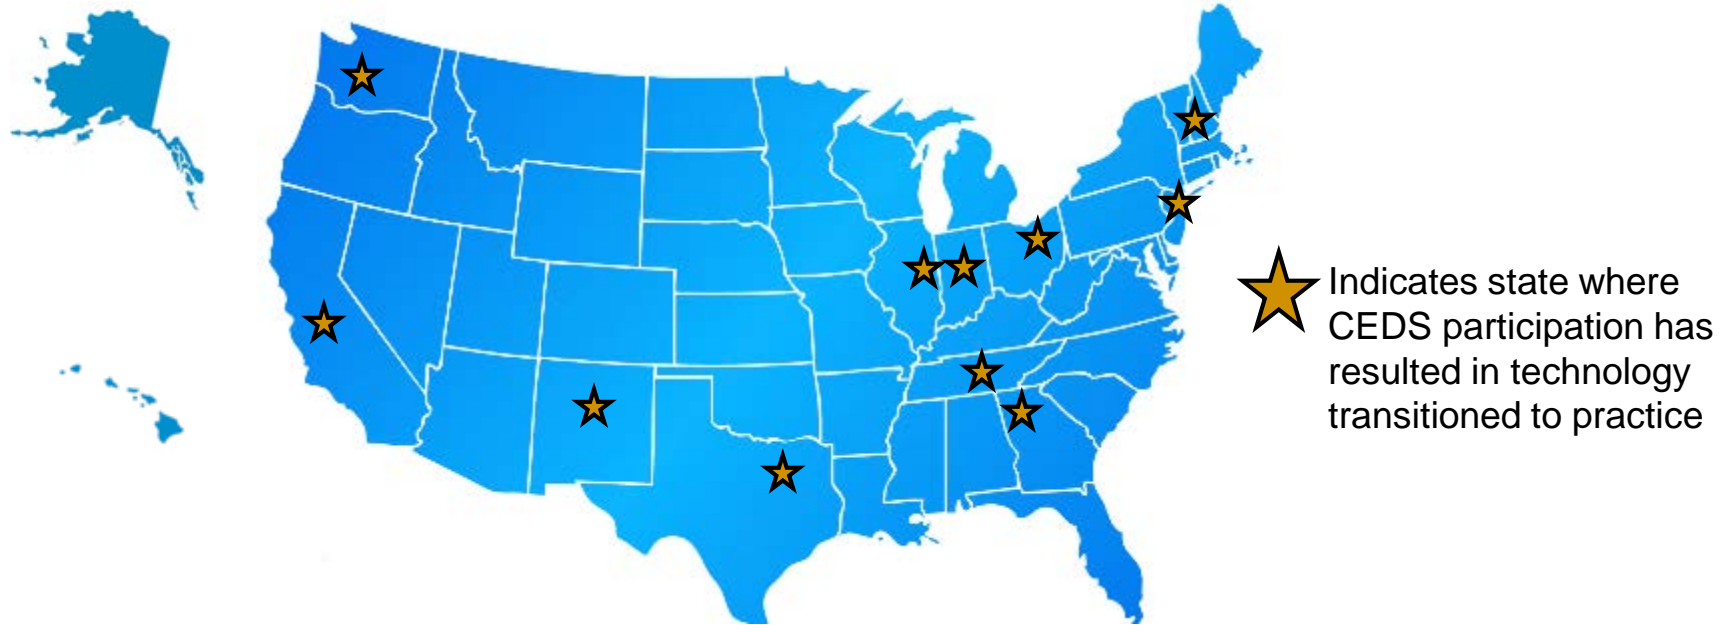 Indicates state where
CEDS participation has
resulted in technology
transitioned to practice